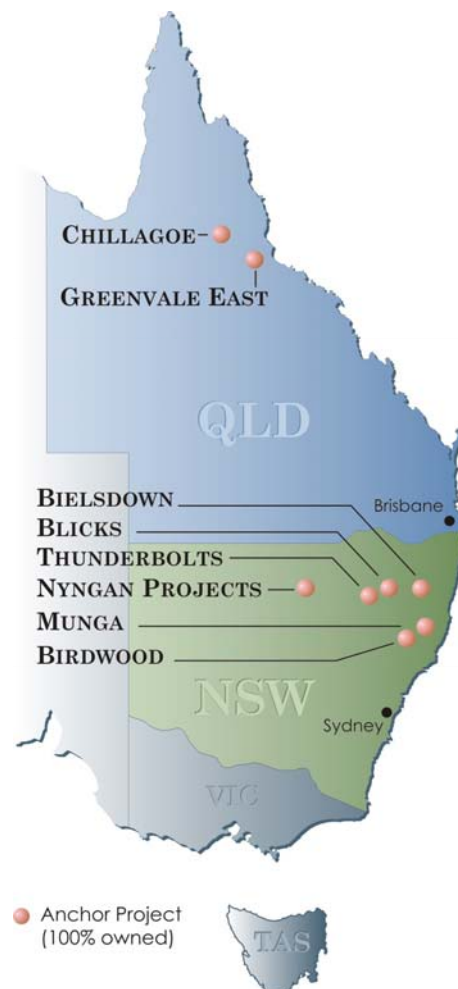 CHILLAGOE
GREENVALE EAST
QLD
BIELSDOWN
Brisbane
BLICKS
THUNDERBOLTS
NYNGAN PROJECTS
MUNGA
BIRDWOOD
NSW
Sydney
VIC
Anchor Project
(100% owned)
TAS